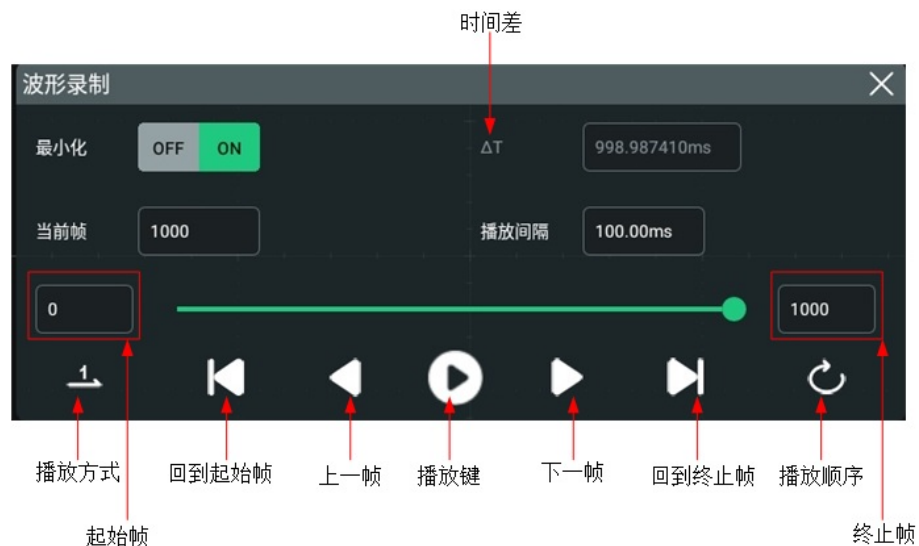 时间差
波形录制
最小化 OFF ON ΔT 998.987410ms
当前帧 1000 播放间隔 100.00ms
0 1000
1
播放方式 回到起始帧 上一帧 播放键 下一帧 回到终止帧 播放顺序
起始帧 终止帧